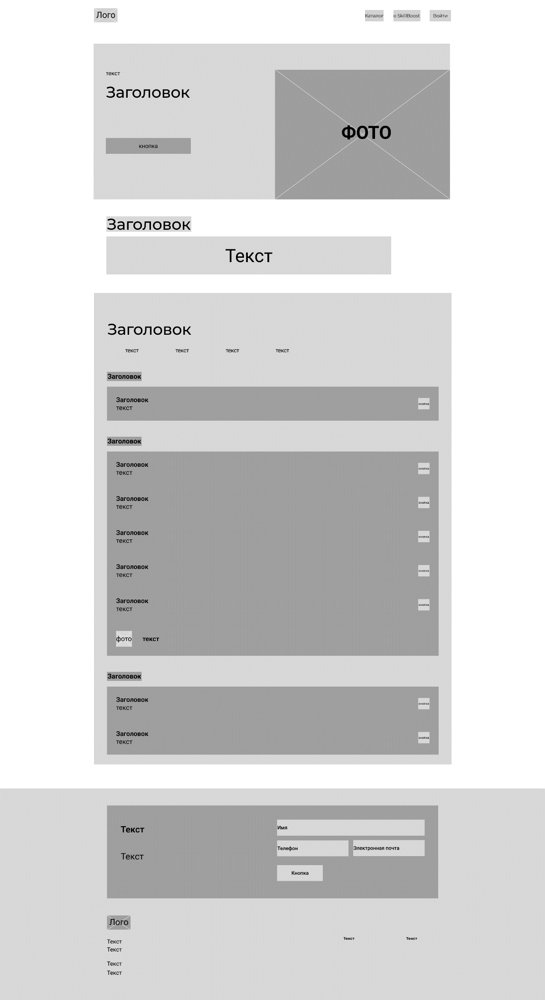 Лого
Каталог
о SkillBoost
Войти
текст
Заголовок
кнопка
ФОТО
Заголовок
Текст
Заголовок
текст текст текст текст
Заголовок
Заголовок
текст
кнопка
Заголовок
Заголовок
текст
кнопка
Заголовок
текст
кнопка
Заголовок
текст
кнопка
Заголовок
текст
кнопка
Заголовок
текст
кнопка
фото
текст
Заголовок
Заголовок
текст
кнопка
Заголовок
текст
кнопка
Текст
Текст
Имя
Телефон
Электронная почта
Кнопка
Лого
Текст
Текст
Текст
Текст
Текст
Текст